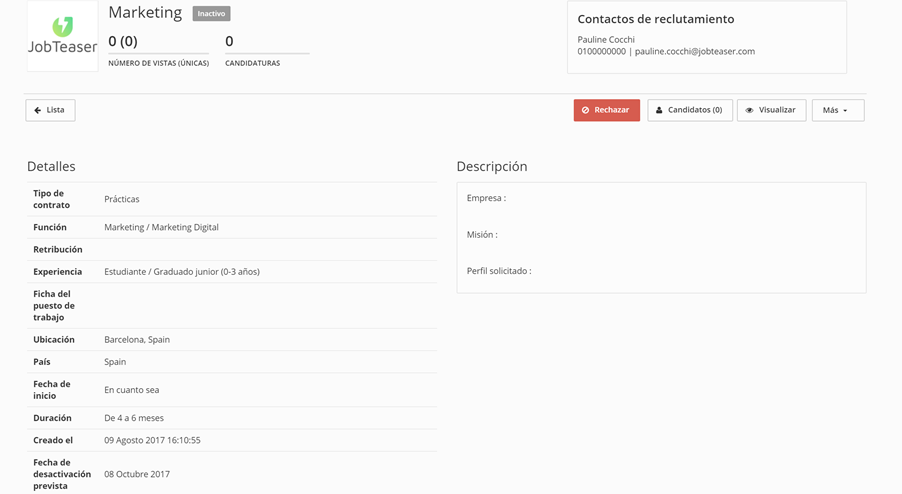 Marketing Inactivo
JobTeaser
0 (0) 0
NÚMERO DE VISTAS (ÚNICAS) CANDIDATURAS
Contactos de reclutamiento
Pauline Cocchi
0100000000 | pauline.cocchi@jobteaser.com
Lista
Rechazar
Candidatos (0)
Visualizar
Más
Detalles
Tipo de
contrato
Prácticas
Función Marketing / Marketing Digital
Retribución
Experiencia Estudiante / Graduado junior (0-3 años)
Ficha del
puesto de
trabajo
Ubicación Barcelona, Spain
País Spain
Fecha de
inicio
En cuanto sea
Duración De 4 a 6 meses
Creado el 09 Agosto 2017 16:10:55
Fecha de
desactivación
prevista
08 Octubre 2017
Descripción
Empresa :
Misión :
Perfil solicitado :